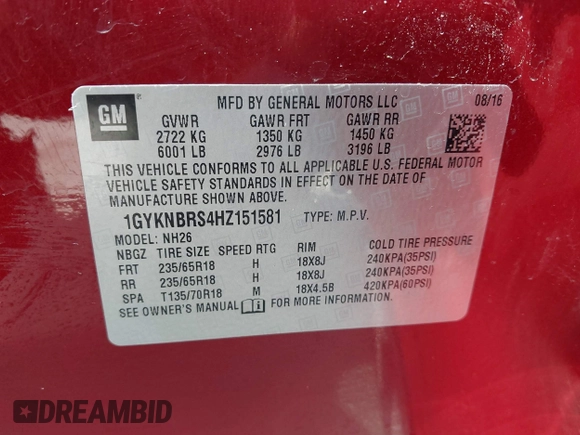 GM
MFD BY GENERAL MOTORS LLC 08/16
GVWR GAWR FRT GAWR RR
2722 KG 1350 KG 1450 KG
6001 LB 2976 LB 3196 LB
THIS VEHICLE CONFORMS TO ALL APPLICABLE U.S. FEDERAL MOTOR
VEHICLE SAFETY STANDARDS IN EFFECT ON THE DATE OF
MANUFACTURE SHOWN ABOVE.
1GYKNBRS4HZ151581 TYPE: M.P.V.
MODEL: NH26
NBGZ TIRE SIZE SPEED RTG RIM COLD TIRE PRESSURE
FRT 235/65R18 H 18X8J 240KPA(35PSI)
RR 235/65R18 H 18X8J 240KPA(35PSI)
SPA T135/70R18 M 18X4.5B 420KPA(60PSI)
SEE OWNER'S MANUAL FOR MORE INFORMATION.
DREAMBID